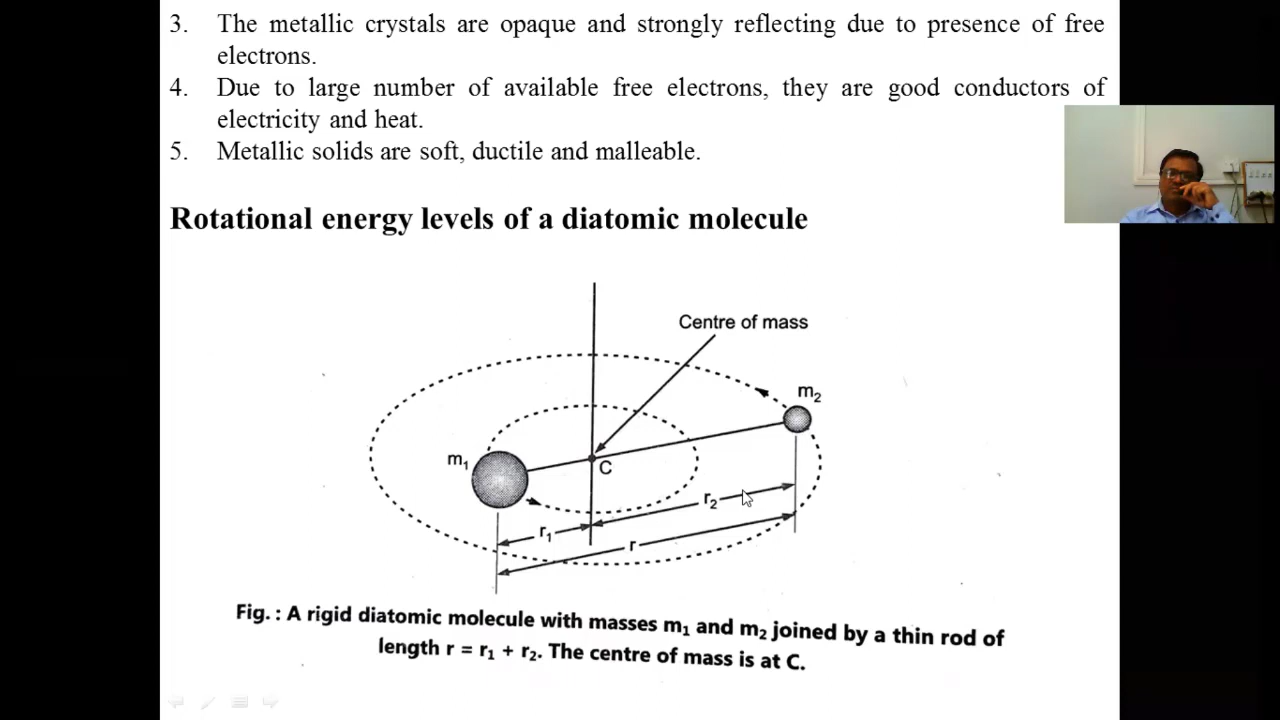 3. The metallic crystals are opaque and strongly reflecting due to presence of free
electrons.
4. Due to large number of available free electrons, they are good conductors of
electricity and heat.
5. Metallic solids are soft, ductile and malleable.
Rotational energy levels of a diatomic molecule
Centre of mass
m₂
m₁
C
r₂
r₁
r
Fig. : A rigid diatomic molecule with masses m₁ and m₂ joined by a thin rod of
length r = r₁ + r₂. The centre of mass is at C.